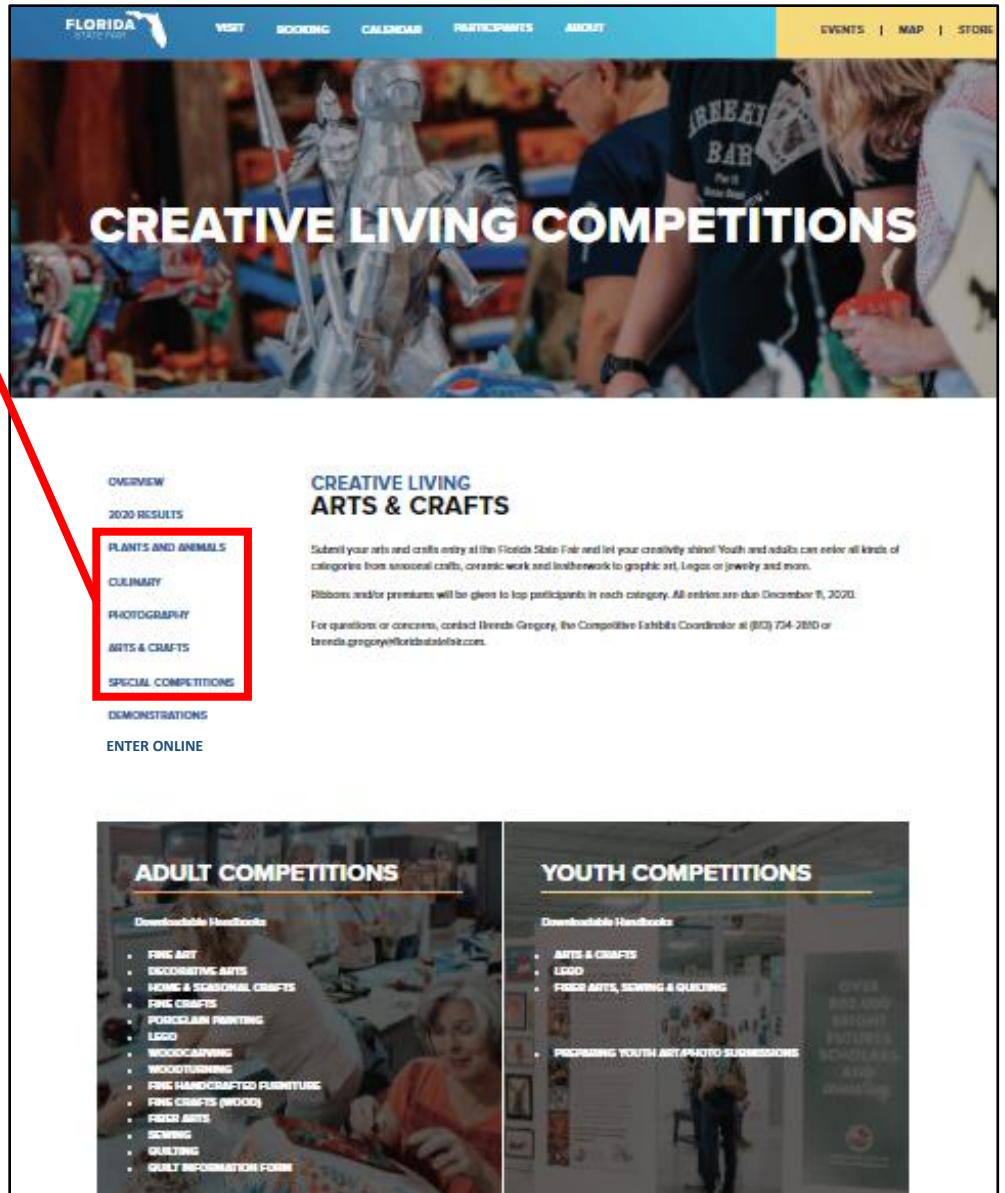 FLORIDA
VISIT BOOKING CALENDAR PARTICIPANTS ABOUT
EVENTS | MAP | STORE
BAR
CREATIVE LIVING COMPETITIONS
OVERVIEW
2020 RESULTS
PLANTS AND ANIMALS
CULINARY
PHOTOGRAPHY
ARTS & CRAFTS
SPECIAL COMPETITIONS
DEMONSTRATIONS
ENTER ONLINE
CREATIVE LIVING
ARTS & CRAFTS
Submit your arts and crafts entry at the Florida State Fair and let your creativity shine! Youth and adults can enter all kinds of
categories from seasonal crafts, ceramic work and leatherwork to graphic art, Legos or jewelry and more.
Ribbons and/or premiums will be given to top participants in each category. All entries are due December 11, 2020.
For questions or concerns, contact Brenda Gregory, the Competitive Exhibits Coordinator at (813) 734-2810 or
brenda.gregory@floridastatefair.com.
ADULT COMPETITIONS
Downloadable Handbooks
• FINE ART
• DECORATIVE ARTS
• HOME & SEASONAL CRAFTS
• FINE CRAFTS
• PORCELAIN PAINTING
• LEGO
• WOODCARVING
• WOODTURNING
• FINE HANDCRAFTED FURNITURE
• FINE CRAFTS (WOOD)
• FIBER ARTS
• SEWING
• QUILTING
• QUILT INFORMATION FORM
YOUTH COMPETITIONS
Downloadable Handbooks
• ARTS & CRAFTS
• LEGO
• FIBER ARTS, SEWING & QUILTING
• PREPARING YOUTH ART/PHOTO SUBMISSIONS